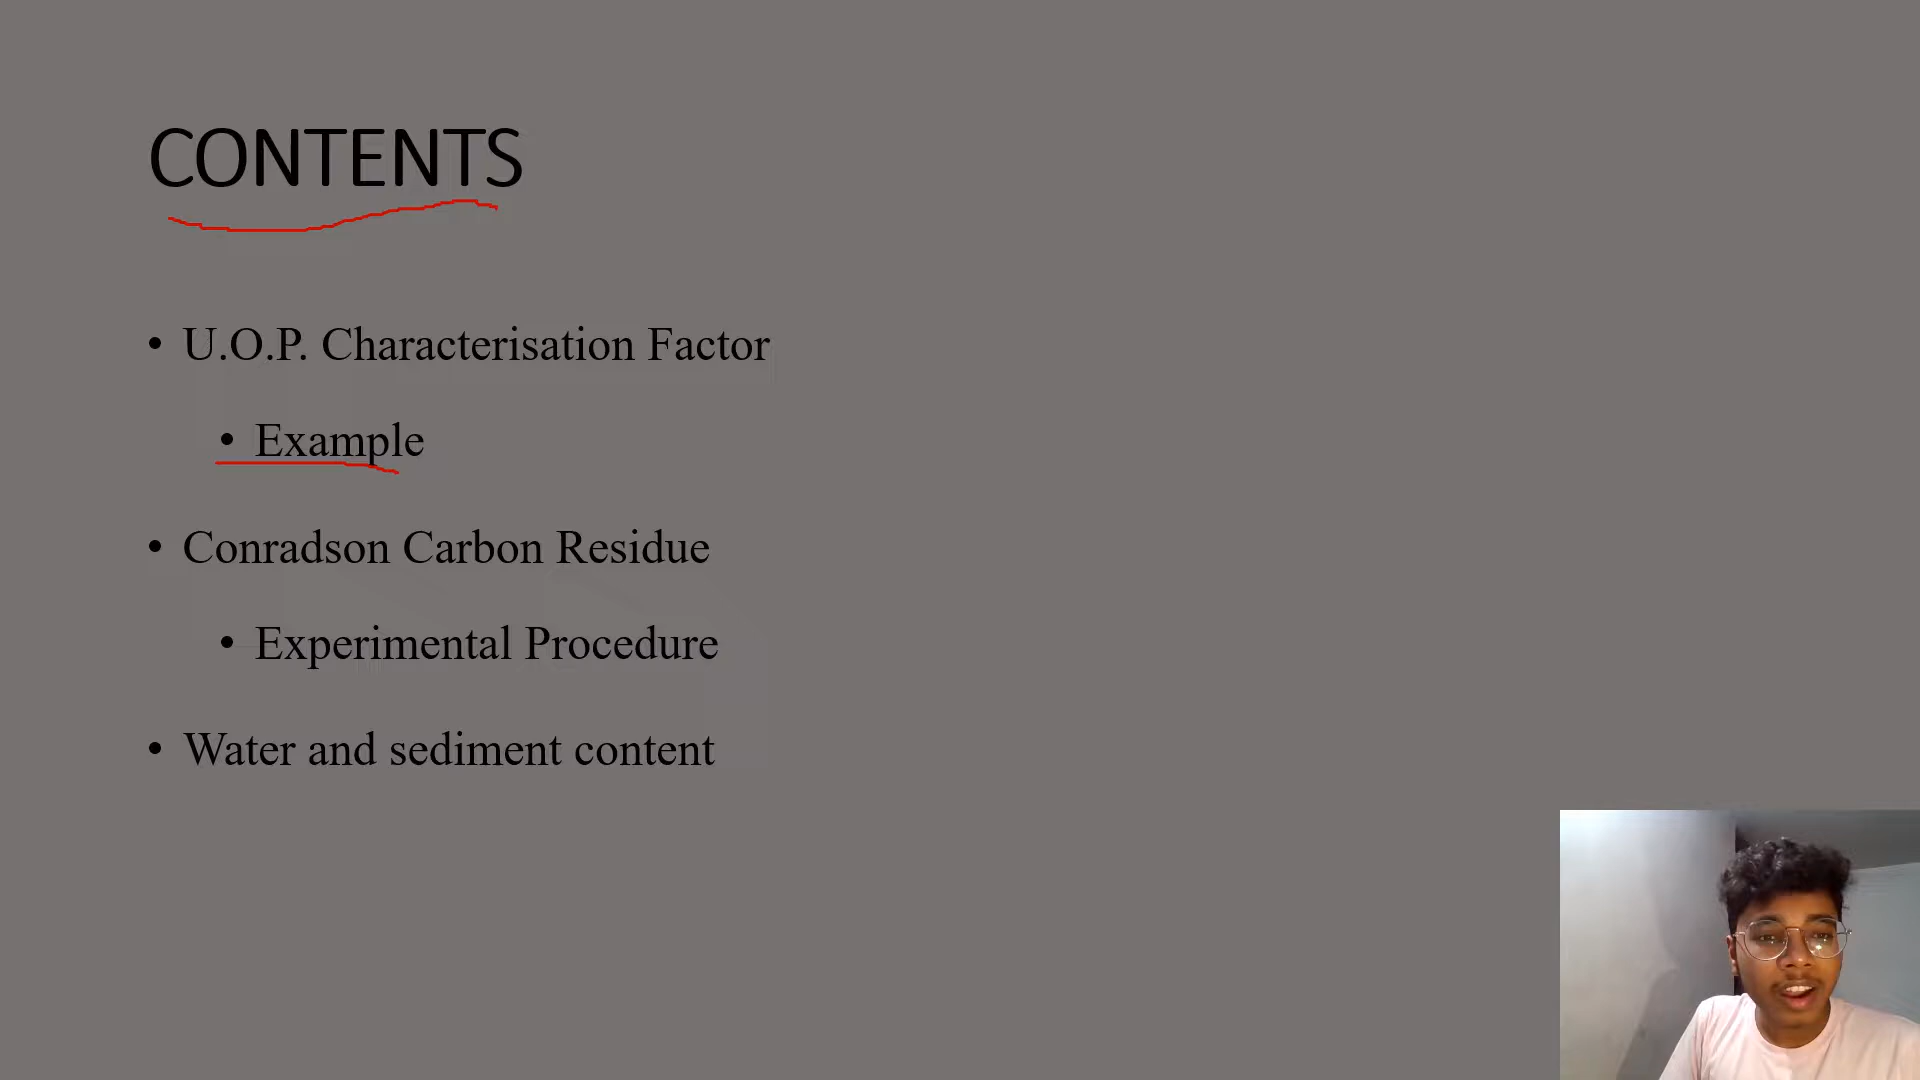 CONTENTS
• U.O.P. Characterisation Factor
• Example
• Conradson Carbon Residue
• Experimental Procedure
• Water and sediment content